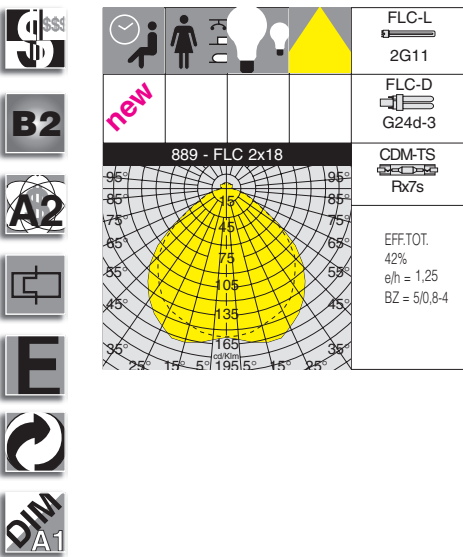 $ $$$
B2
A2
E
DIM
A1
new
889 - FLC 2x18
95° 95°
85° 85°
75° 75°
65° 65°
55° 55°
45° 45°
35° 35°
25° 15° 5° 195 5° 15° 25°
15
45
75
105
135
165
cd/Klm
FLC-L
2G11
FLC-D
G24d-3
CDM-TS
Rx7s
EFF.TOT.
42%
e/h = 1,25
BZ = 5/0,8-4